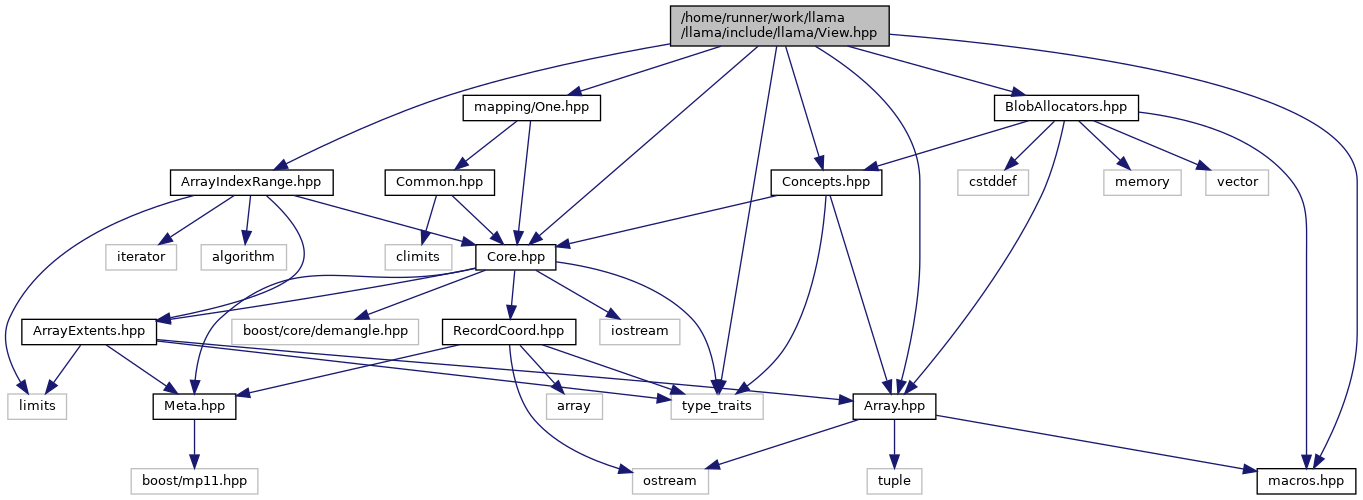 /home/runner/work/llama
/llama/include/llama/View.hpp
mapping/One.hpp
BlobAllocators.hpp
ArrayIndexRange.hpp
Common.hpp
Concepts.hpp
cstddef
memory
vector
iterator
algorithm
climits
Core.hpp
ArrayExtents.hpp
boost/core/demangle.hpp
RecordCoord.hpp
iostream
limits
Meta.hpp
array
type_traits
Array.hpp
boost/mp11.hpp
ostream
tuple
macros.hpp